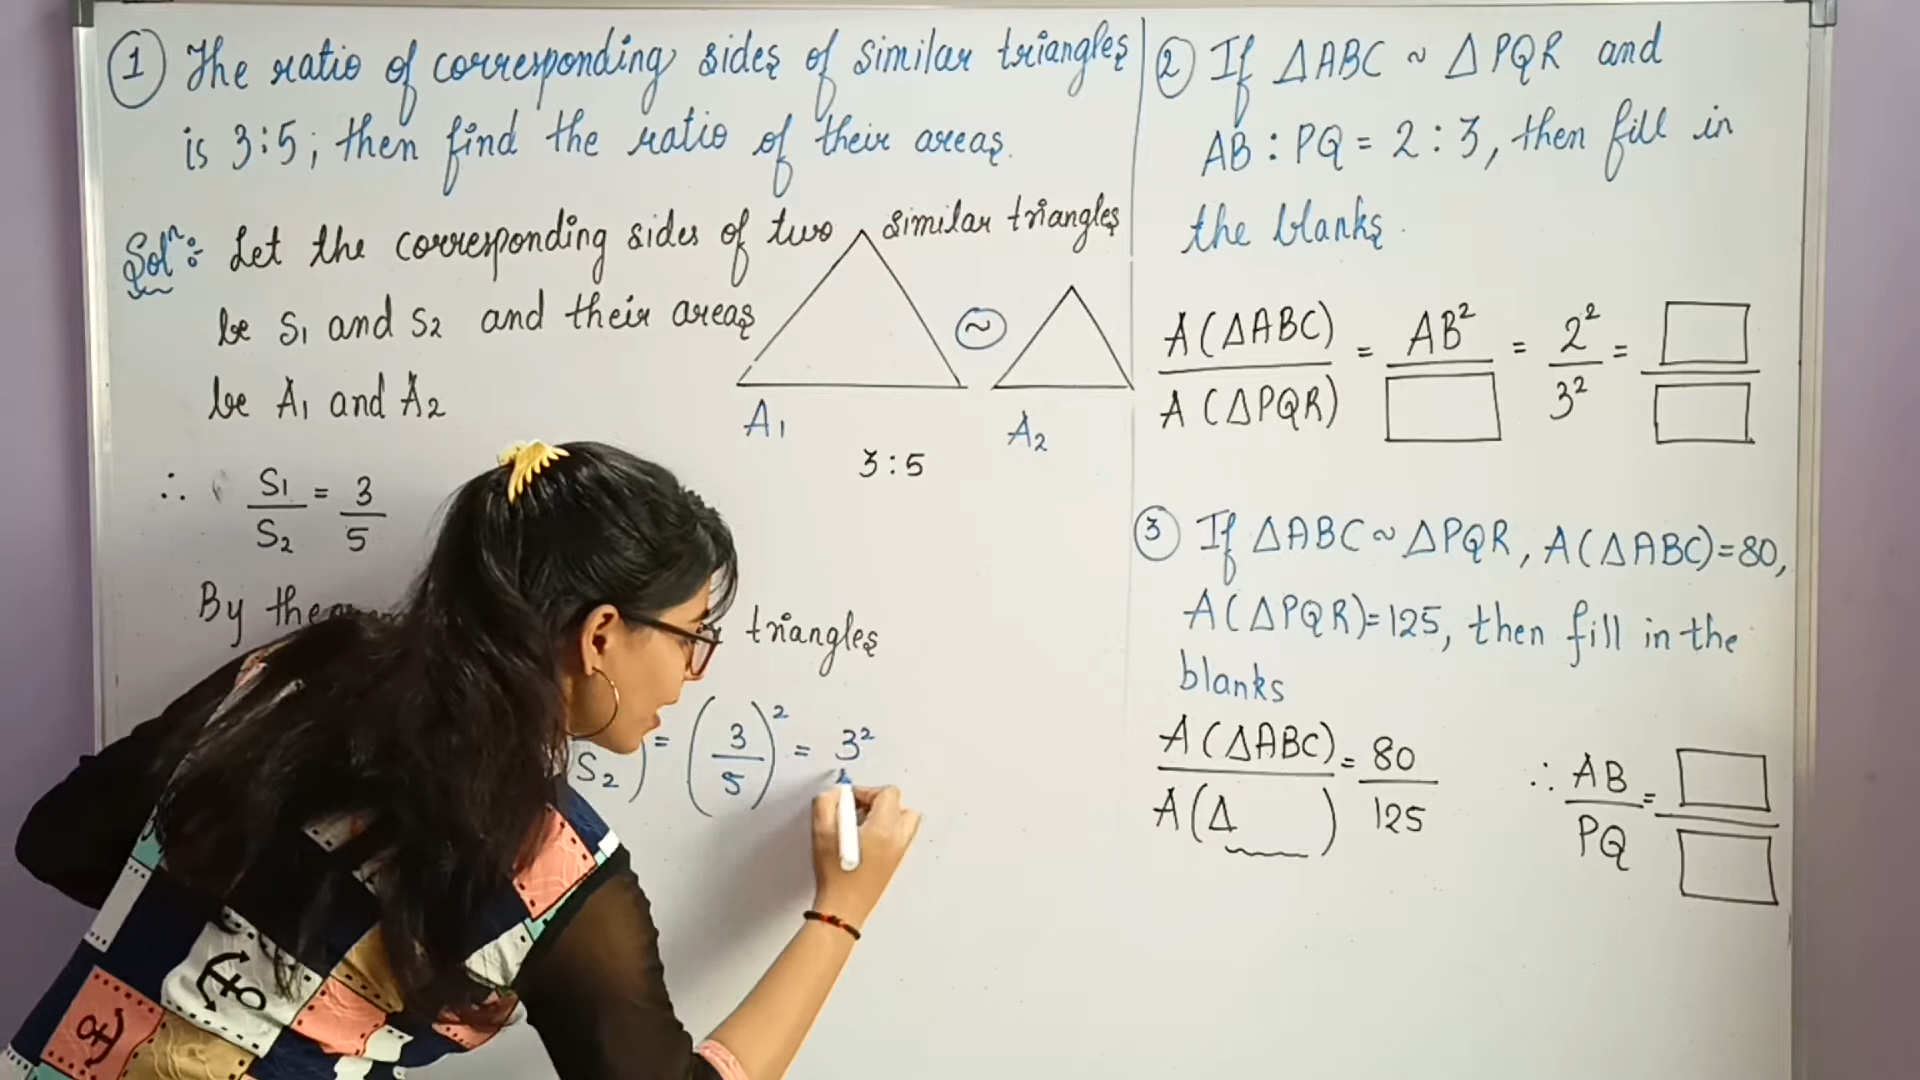 1 The ratio of corresponding sides of similar triangles
is 3:5; then find the ratio of their areas.
Solⁿ: Let the corresponding sides of two similar triangles
be S1 and S2 and their areas
be A1 and A2
A1 A2
3:5
∴ S1/S2 = 3/5
By triangles
S2) = (3/5)² = 3²
2 If ΔABC ~ ΔPQR and
AB : PQ = 2 : 3, then fill in
the blanks.
A(ΔABC)/A(ΔPQR) = AB²/□ = 2²/3² = □/□
3 If ΔABC ~ ΔPQR, A(ΔABC)=80,
A(ΔPQR)=125, then fill in the
blanks
A(ΔABC)/A(Δ ) = 80/125 ∴ AB/PQ = □/□